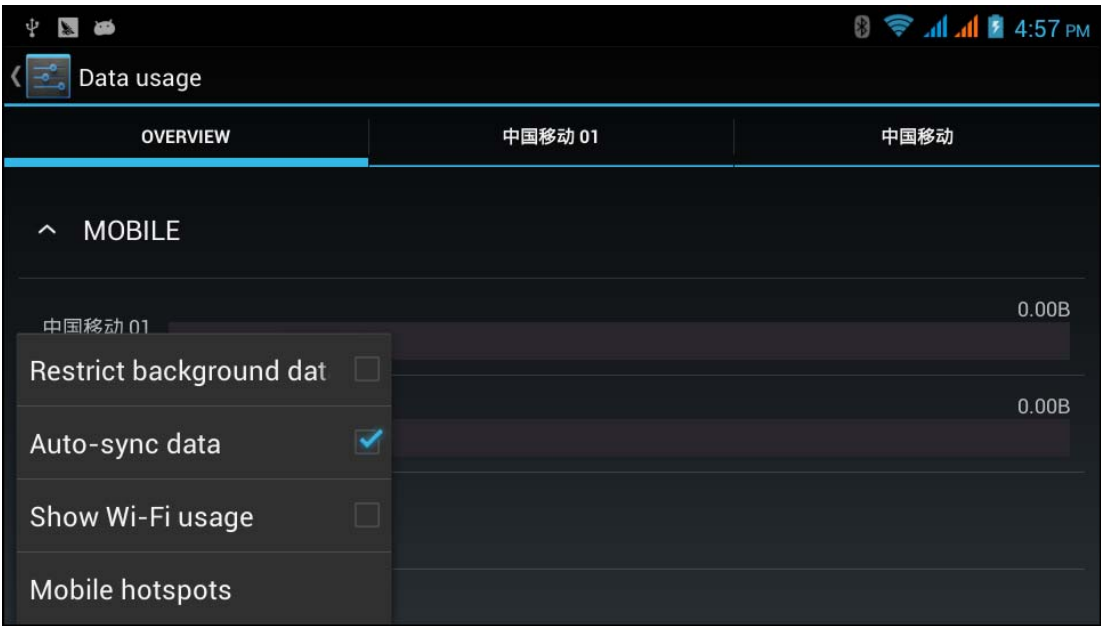 4:57 PM
Data usage
OVERVIEW
中国移动 01
中国移动
MOBILE
0.00B
中国移动 01
Restrict background dat
0.00B
Auto-sync data
Show Wi-Fi usage
Mobile hotspots